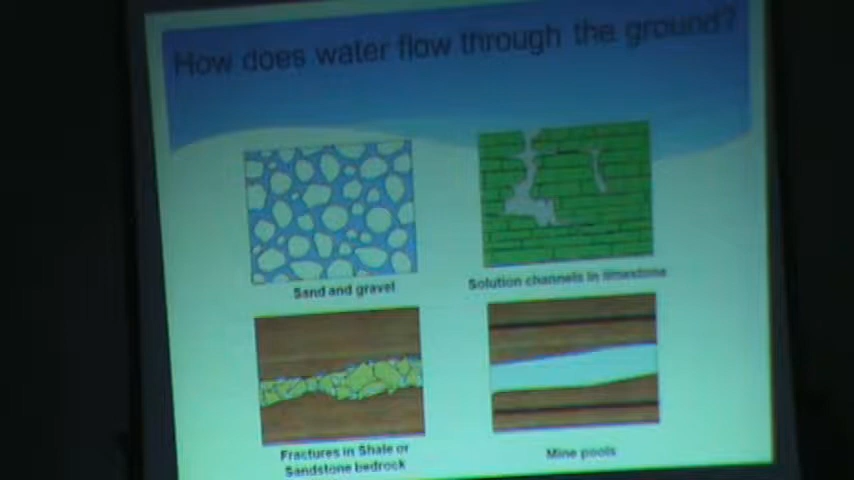 How does water flow through the ground?
Sand and gravel
Solution channels in limestone
Fractures in Shale or
Sandstone bedrock
Mine pools